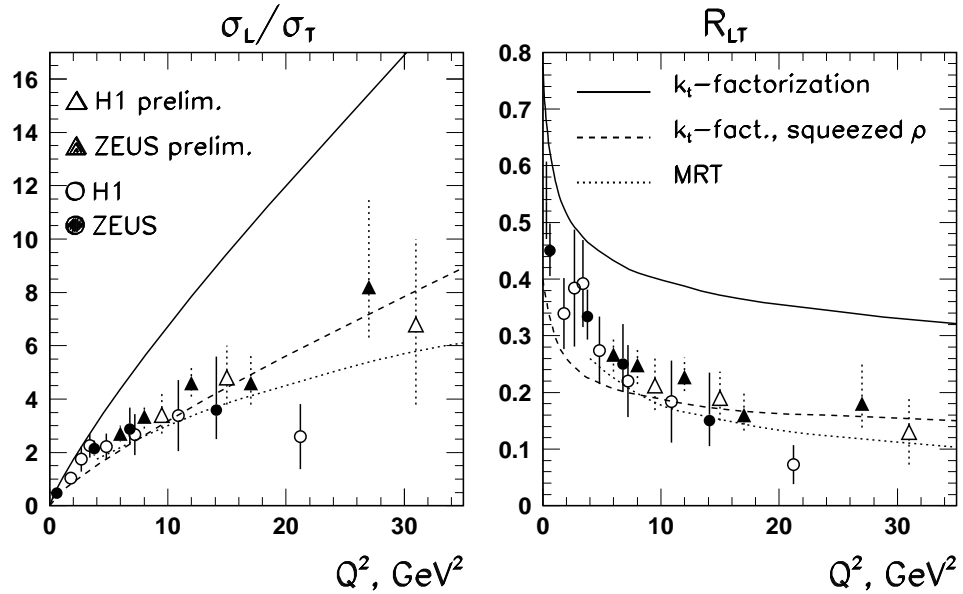 σL/σT
16
14
12
10
8
6
4
2
0
0 10 20 30
Q², GeV²
H1 prelim.
ZEUS prelim.
H1
ZEUS
RLT
0.8
0.7
0.6
0.5
0.4
0.3
0.2
0.1
0
0 10 20 30
Q², GeV²
kt-factorization
kt-fact., squeezed ρ
MRT